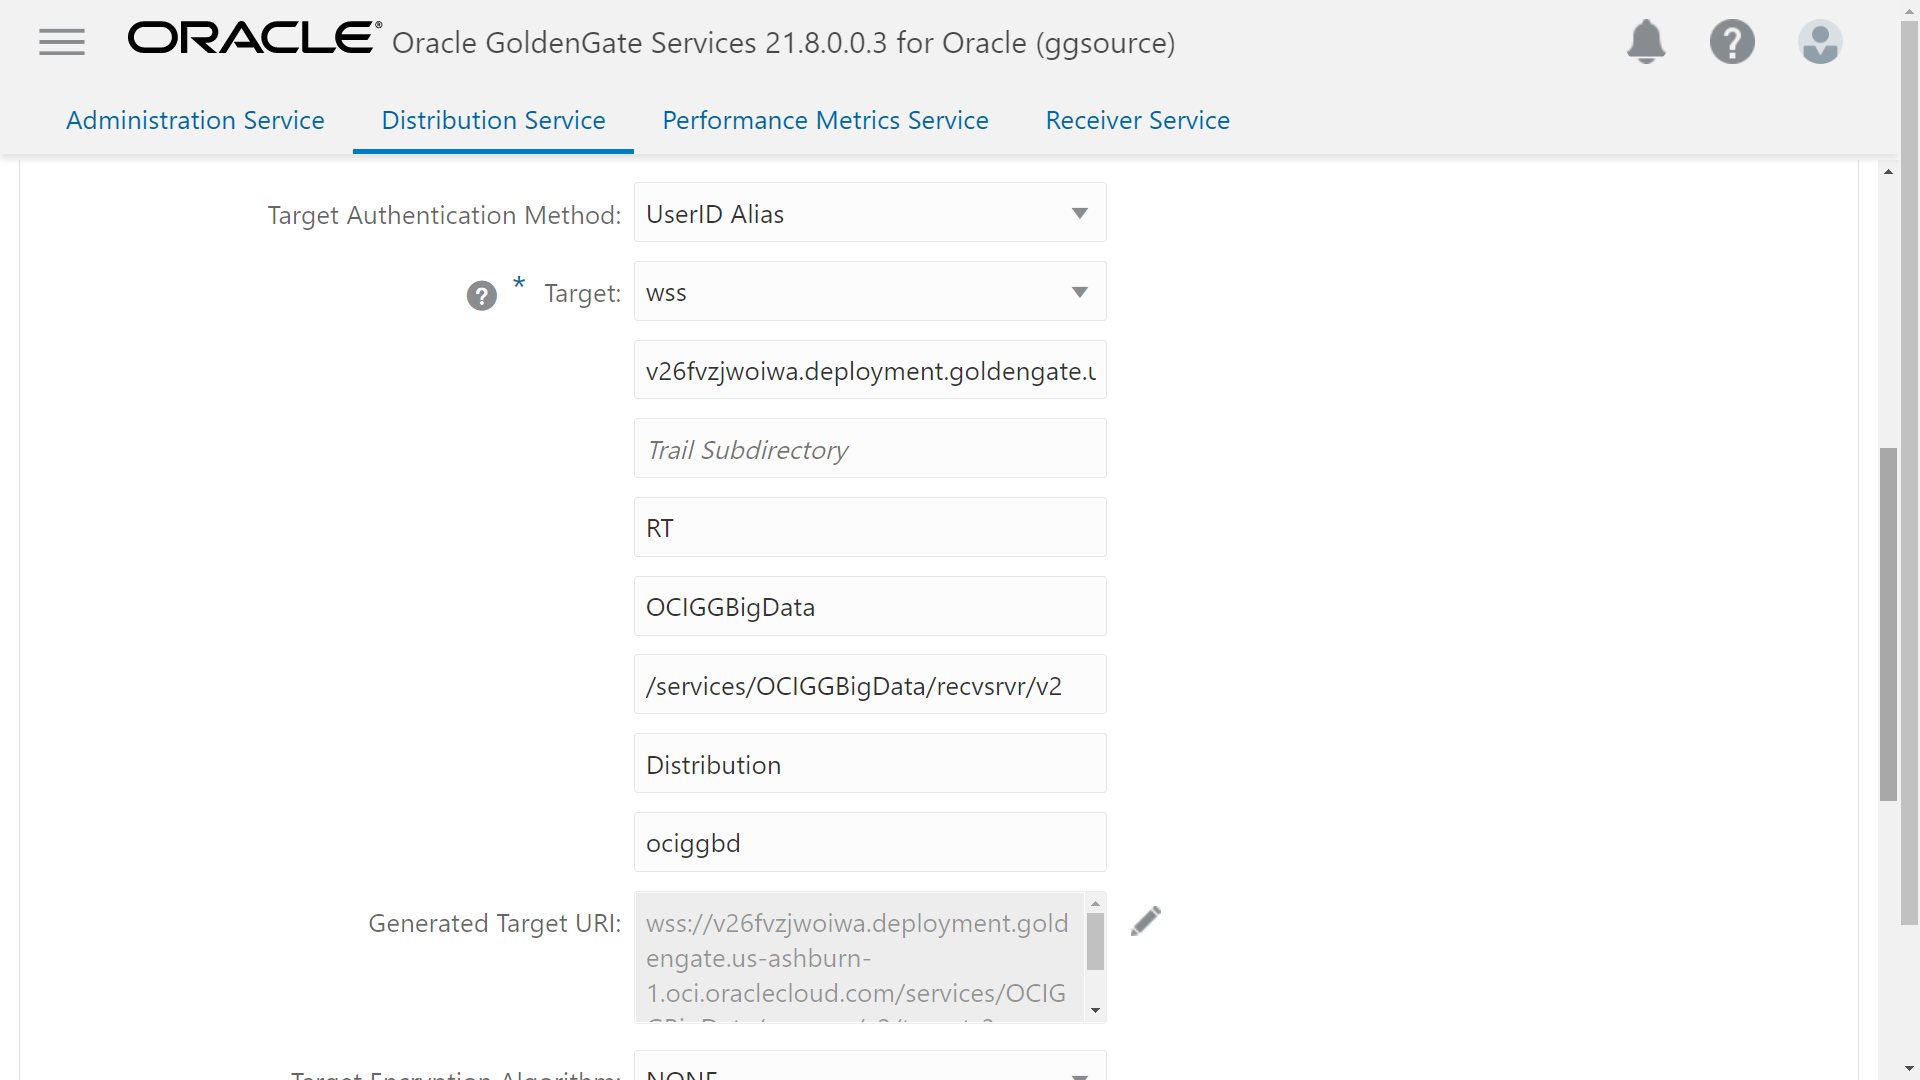 ORACLE® Oracle GoldenGate Services 21.8.0.0.3 for Oracle (ggsource)
Administration Service Distribution Service Performance Metrics Service Receiver Service
Target Authentication Method: UserID Alias
* Target: wss
v26fvzjwoiwa.deployment.goldengate.u
Trail Subdirectory
RT
OCIGGBigData
/services/OCIGGBigData/recvsrvr/v2
Distribution
ociggbd
Generated Target URI: wss://v26fvzjwoiwa.deployment.gold
engate.us-ashburn-
1.oci.oraclecloud.com/services/OCIG
Target Encryption Algorithm: NONE